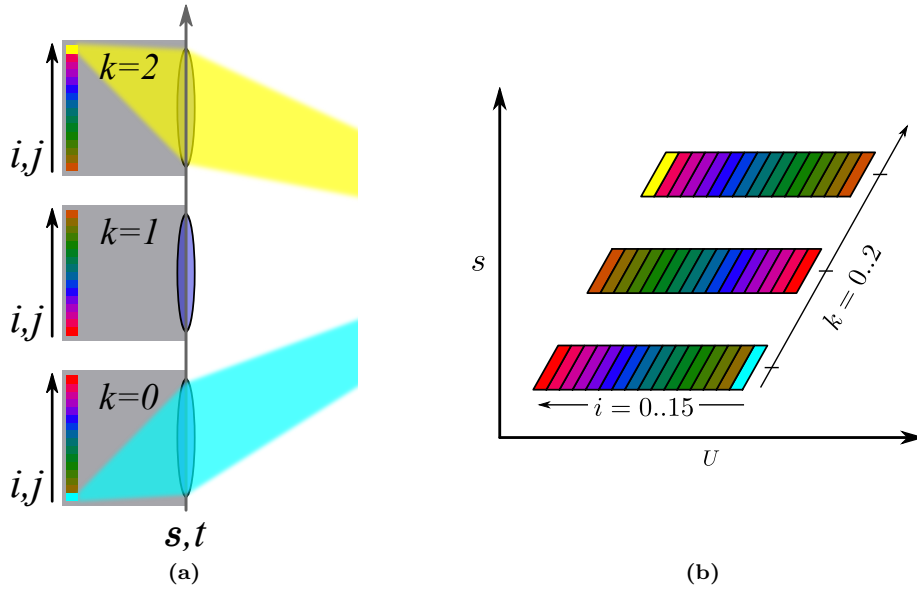 k=2
i,j
k=1
i,j
k=0
i,j
s,t
(a)
s
k = 0..2
i = 0..15
U
(b)